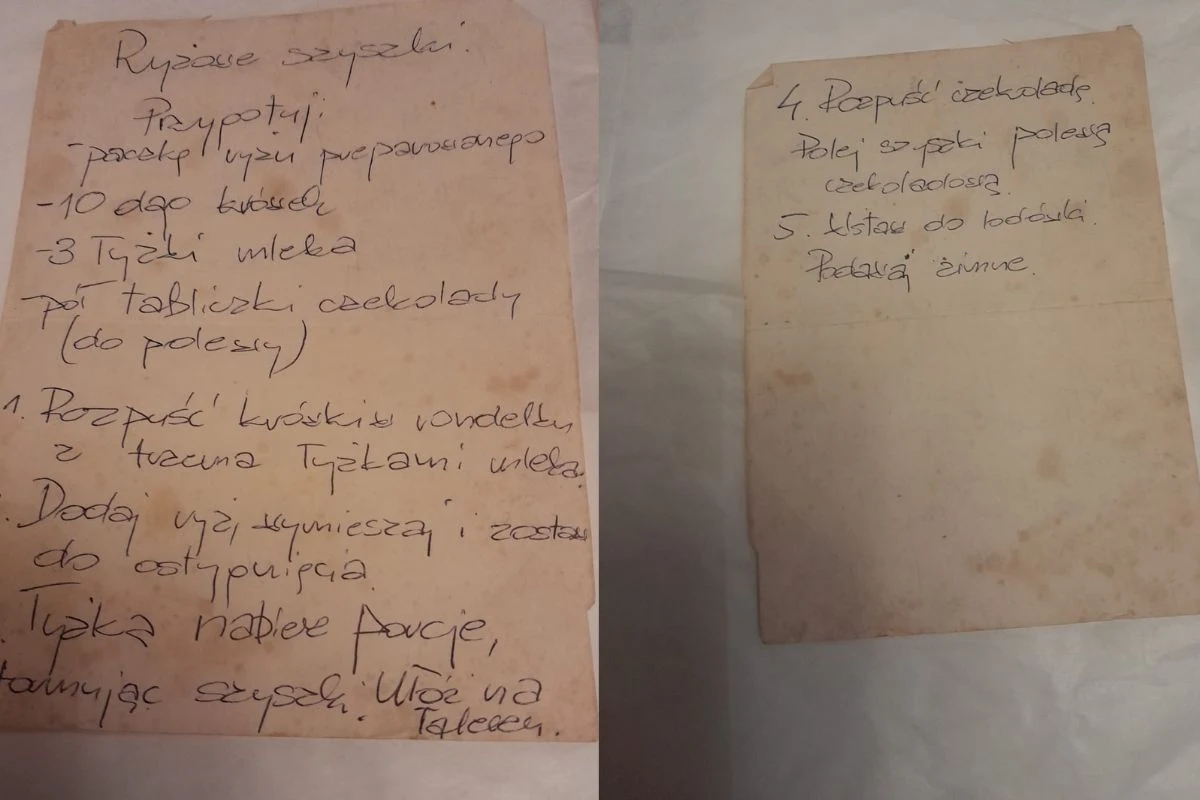 Ryżowe szyszki.
Przygotuj:
-paczkę ryżu preparowanego
-10 dag krówek
-3 Łyżki mleka
-pół tabliczki czekolady
(do polewy)
1. Rozpuść krówki w rondelku
z trzema łyżkami mleka.
Dodaj ryż, wymieszaj i zostaw
do ostygnięcia.
Łyżką nabierz porcje,
formując szyszki. Ułóż na
Talerzu.
4. Rozpuść czekoladę.
Polej szyszki polewą
czekoladową.
5. Wstaw do lodówki.
Podawaj zimne.